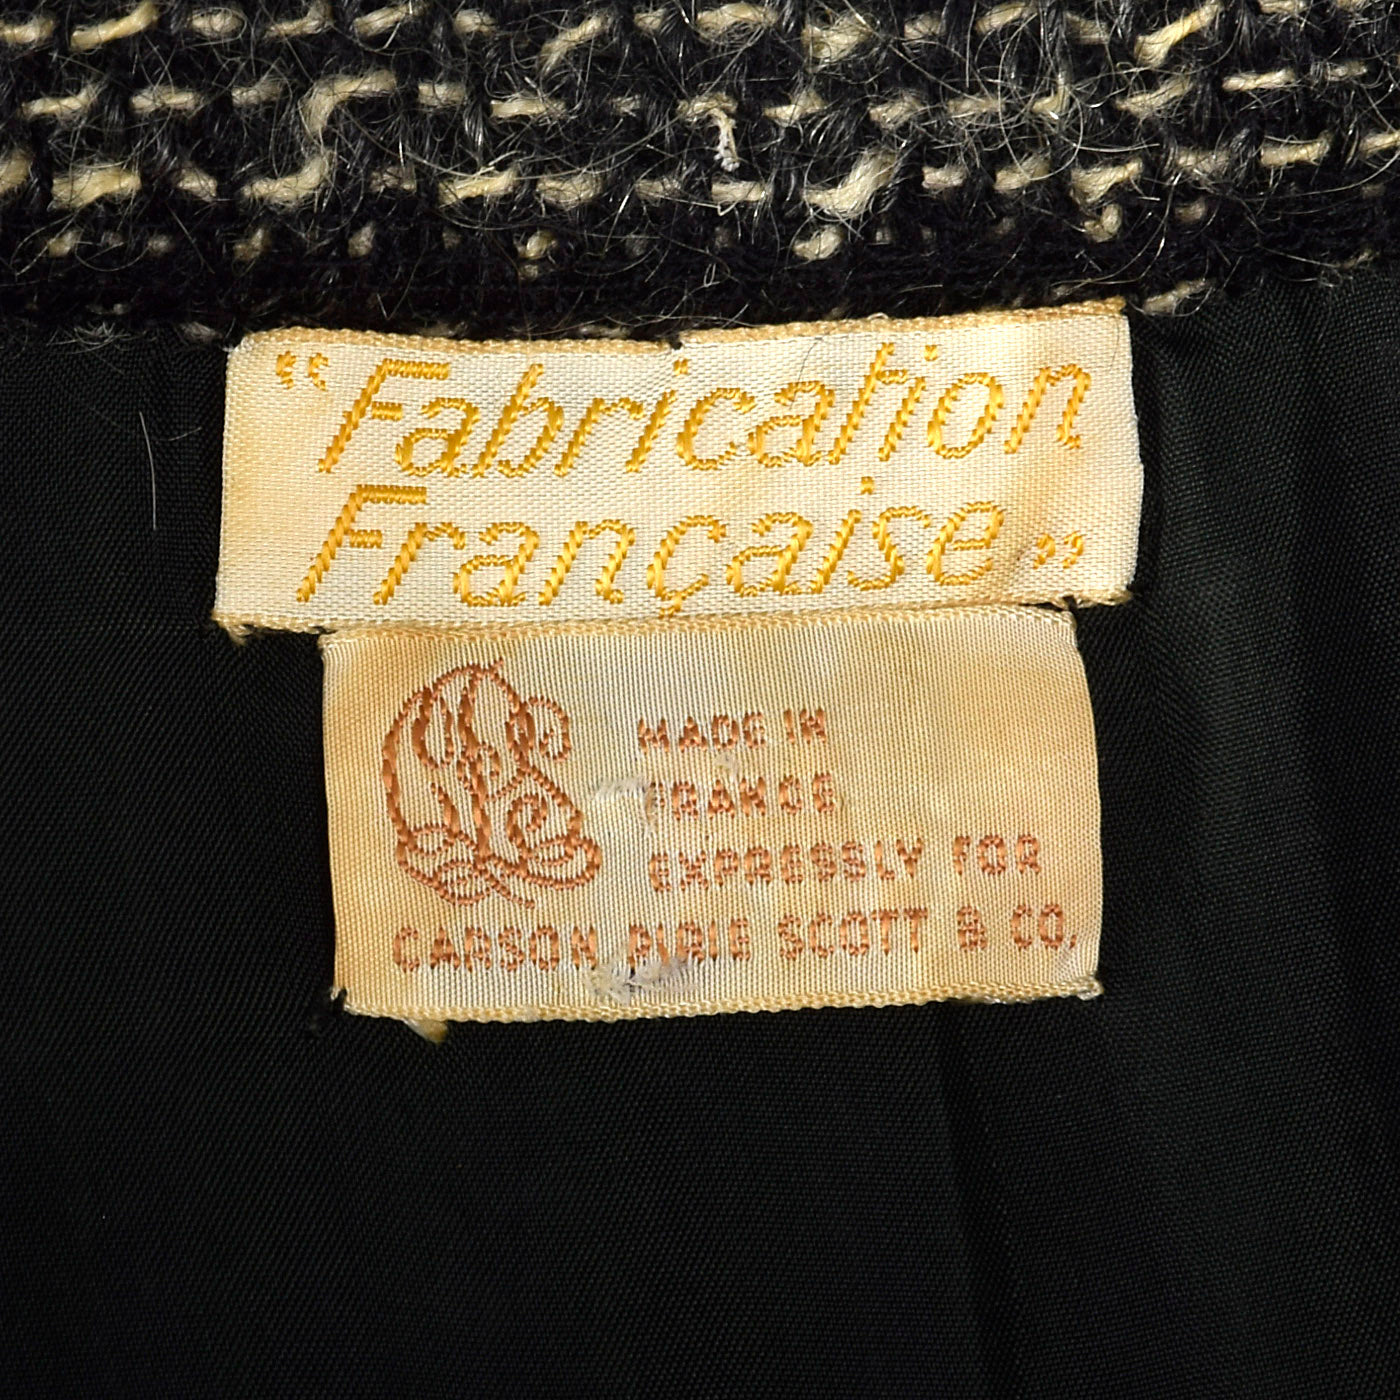 "Fabrication
Française"
MADE IN
FRANCE
EXPRESSLY FOR
CARSON PIRIE SCOTT & CO.